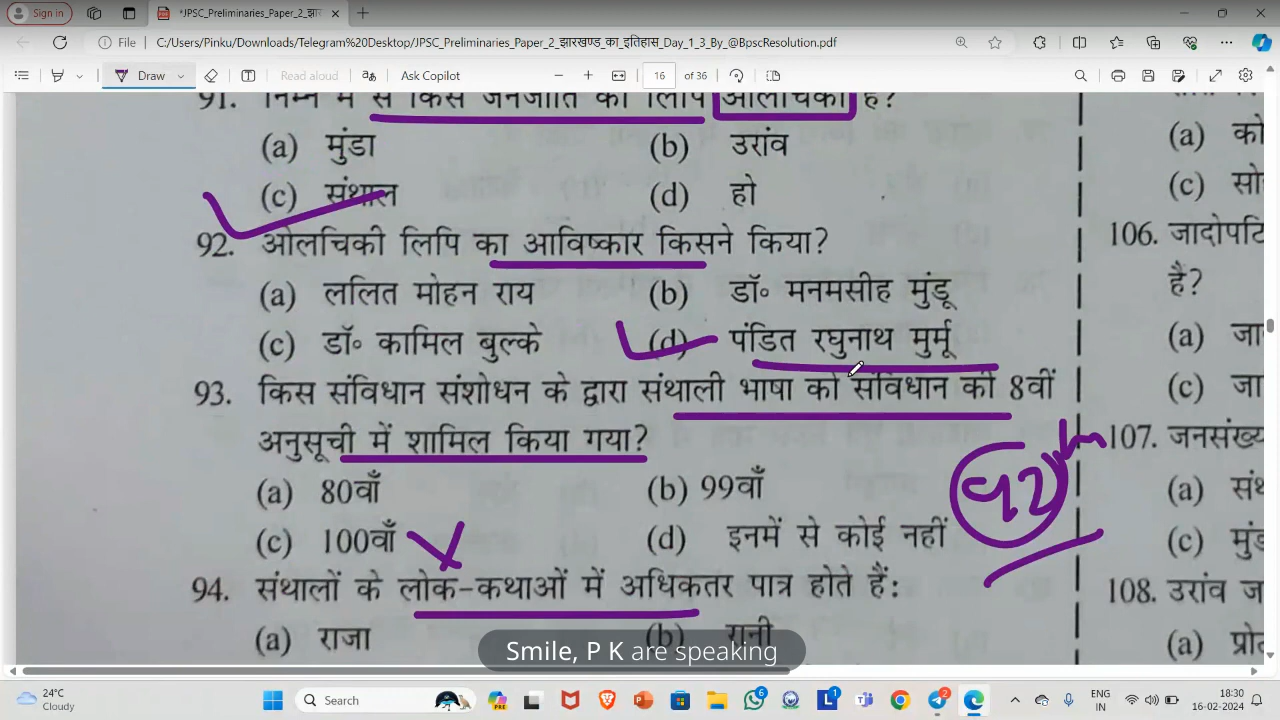 Sign in
*JPSC_Preliminaries_Paper_2_झार
File
C:/Users/Pinku/Downloads/Telegram%20Desktop/JPSC_Preliminaries_Paper_2_झारखण्ड_का_इतिहास_Day_1_3_By_@BpscResolution.pdf
Draw
Read aloud
Ask Copilot
16 of 36
91. निम्न में से किस जनजाति की लिपि ओलचिकी है?
(a) मुंडा (b) उरांव
(c) संथाल (d) हो
92. ओलचिकी लिपि का आविष्कार किसने किया?
(a) ललित मोहन राय (b) डॉ॰ मनमसीह मुंडू
(c) डॉ॰ कामिल बुल्के (d) पंडित रघुनाथ मुर्मू
93. किस संविधान संशोधन के द्वारा संथाली भाषा को संविधान की 8वीं
अनुसूची में शामिल किया गया?
(a) 80वाँ (b) 99वाँ
(c) 100वाँ (d) इनमें से कोई नहीं
92
94. संथालों के लोक-कथाओं में अधिकतर पात्र होते हैं:
(a) राजा (b) रानी
(a) को
(c) सो
106. जादोपटि
है?
(a) जा
(c) जा
107. जनसंख्य
(a) संथ
(c) मुंड
108. उरांव ज
(a) प्रो
Smile, P K are speaking
24°C
Cloudy
Search
ENG
IN
18:30
16-02-2024